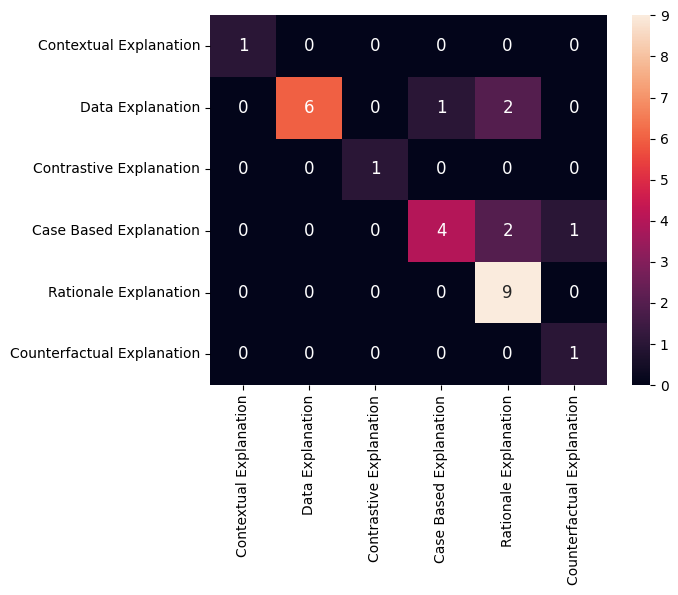 Contextual Explanation 1 0 0 0 0 0
Data Explanation 0 6 0 1 2 0
Contrastive Explanation 0 0 1 0 0 0
Case Based Explanation 0 0 0 4 2 1
Rationale Explanation 0 0 0 0 9 0
Counterfactual Explanation 0 0 0 0 0 1
Contextual Explanation
Data Explanation
Contrastive Explanation
Case Based Explanation
Rationale Explanation
Counterfactual Explanation
9
8
7
6
5
4
3
2
1
0